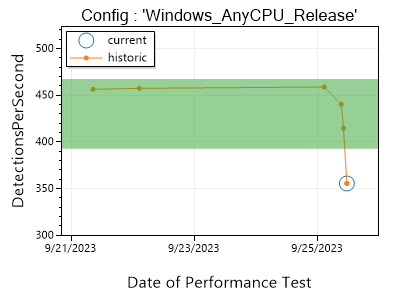 Config : 'Windows_AnyCPU_Release'
current
historic
DetectionsPerSecond
500
450
400
350
300
9/21/2023
9/23/2023
9/25/2023
Date of Performance Test